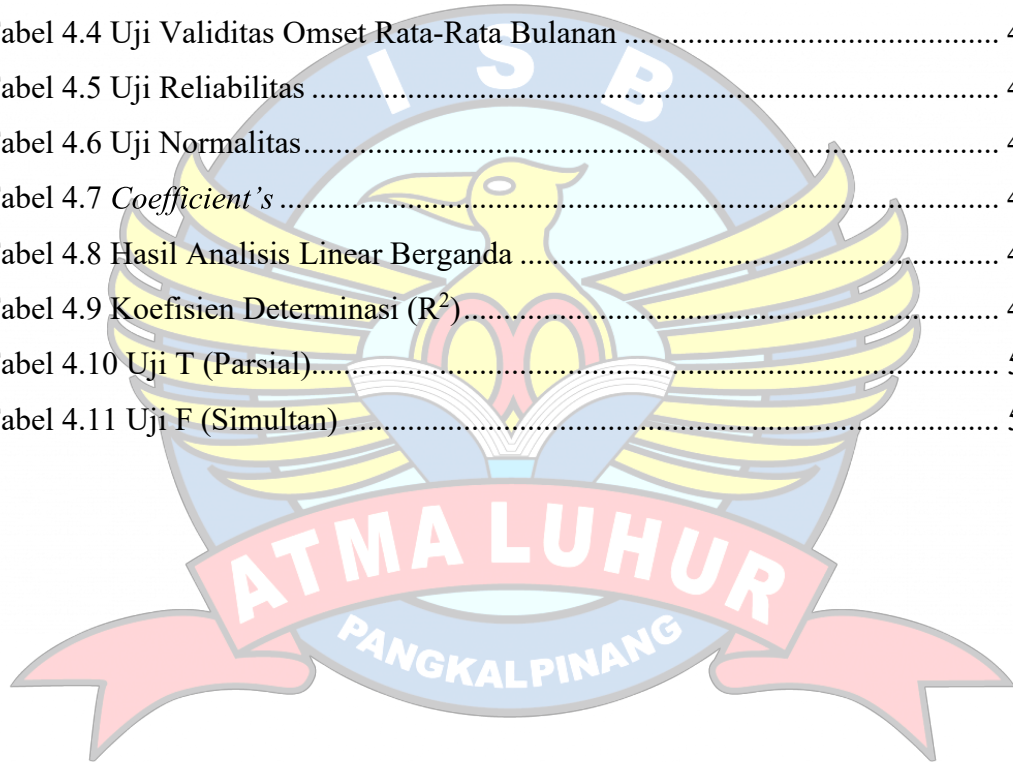 abel 4.4 Uji Validitas Omset Rata-Rata Bulanan ............................................... 4
abel 4.5 Uji Reliabilitas ...................................................................................... 4
abel 4.6 Uji Normalitas....................................................................................... 4
abel 4.7 Coefficient’s .......................................................................................... 4
abel 4.8 Hasil Analisis Linear Berganda ............................................................ 4
abel 4.9 Koefisien Determinasi (R²)................................................................... 4
abel 4.10 Uji T (Parsial)...................................................................................... 5
abel 4.11 Uji F (Simultan) .................................................................................. 5
I S B
ATMA LUHUR
PANGKALPINANG